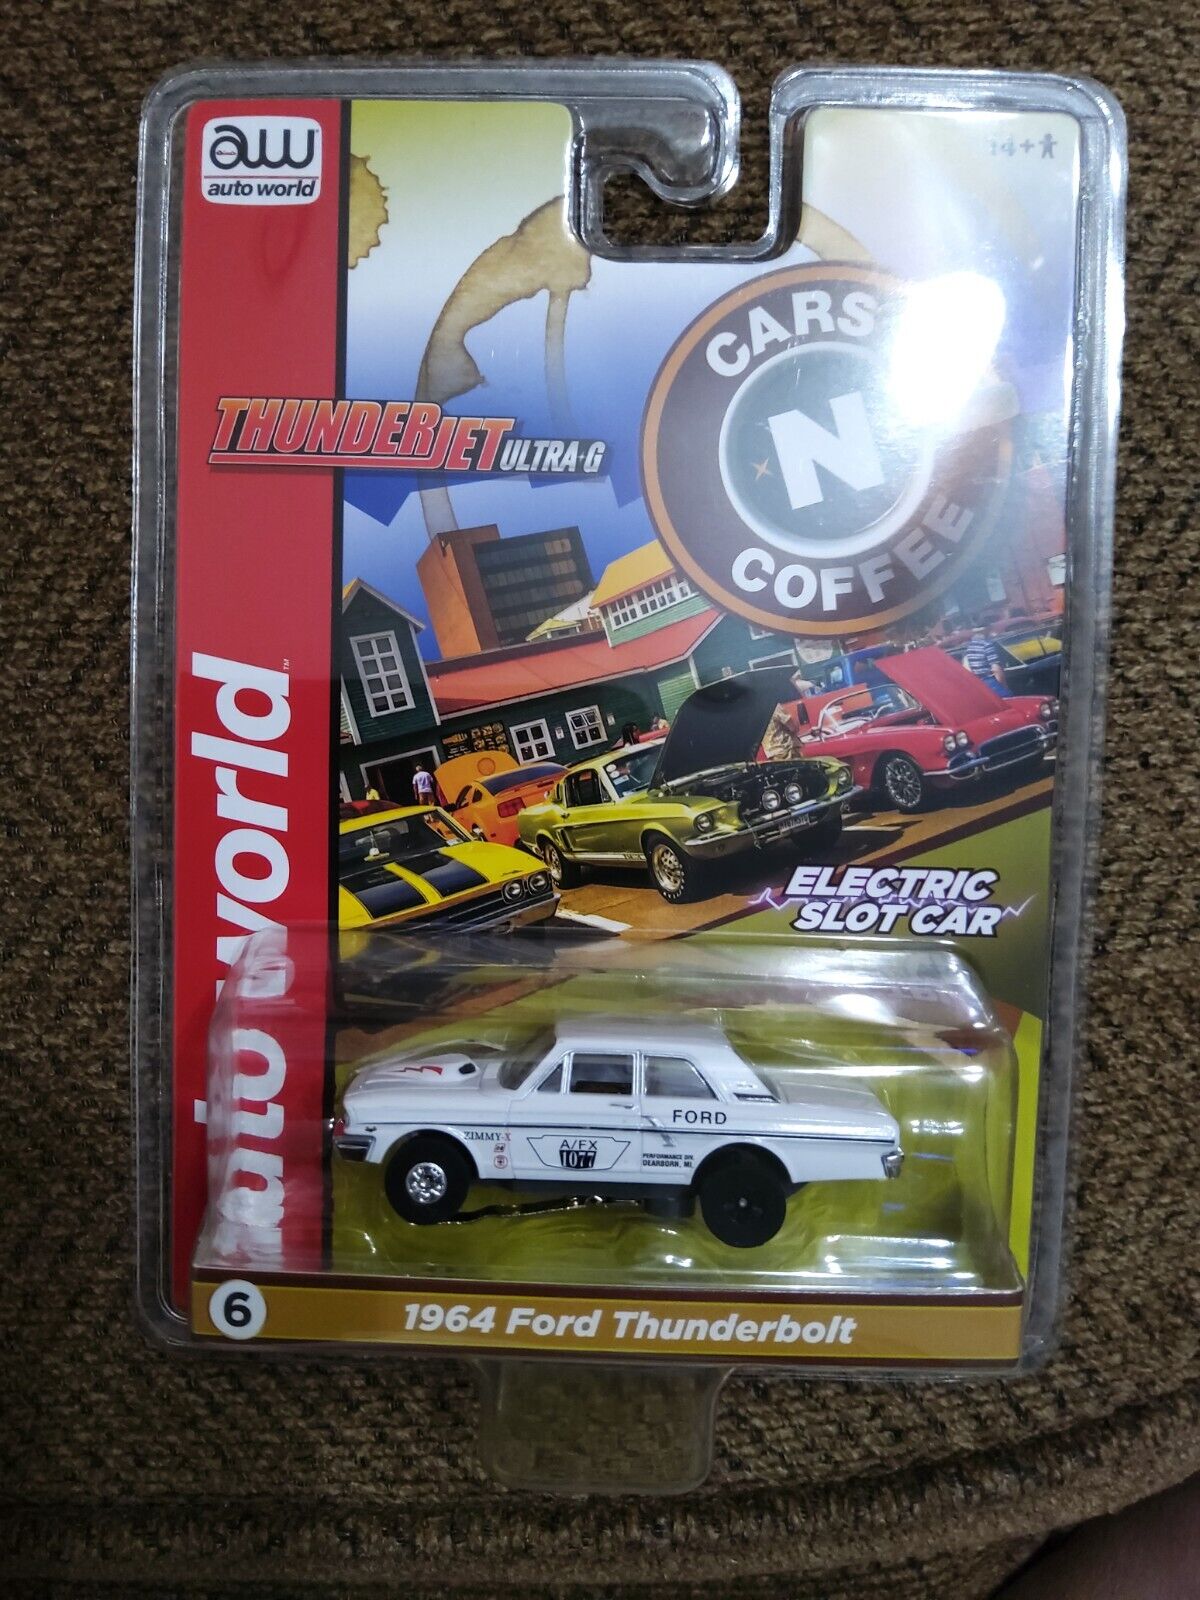 aw
auto world
14+
CARS
N
COFFEE
THUNDERJET ULTRA-G
auto world™
ELECTRIC
SLOT CAR
FORD
ZIMMY-X
A/FX
1077
PERFORMANCE DIV.
DEARBORN, MI.
6
1964 Ford Thunderbolt